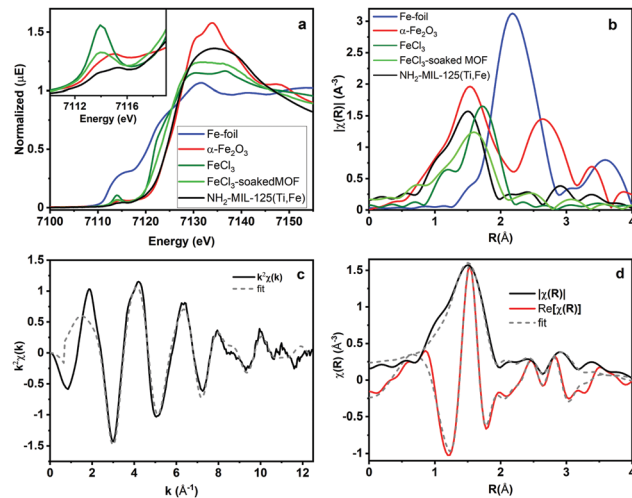 a
1.5
1.0
0.5
0
Normalized (µE)
7112
7116
Energy (eV)
Fe-foil
α-Fe₂O₃
FeCl₃
FeCl₃-soakedMOF
NH₂-MIL-125(Ti,Fe)
7100
7110
7120
7130
7140
7150
Energy (eV)
b
3
2.5
2
1.5
1
0.5
0
|χ(R)| (Å⁻³)
Fe-foil
α-Fe₂O₃
FeCl₃
FeCl₃-soaked MOF
NH₂-MIL-125(Ti,Fe)
0
1
2
3
4
R(Å)
c
1.5
1
0.5
0
-0.5
-1
-1.5
k²χ(k)
k²χ(k)
fit
0
2
4
6
8
10
12
k (Å⁻¹)
d
1.5
1
0.5
0
-0.5
-1
χ(R) (Å⁻³)
|χ(R)|
Re[χ(R)]
fit
0
1
2
3
4
R(Å)